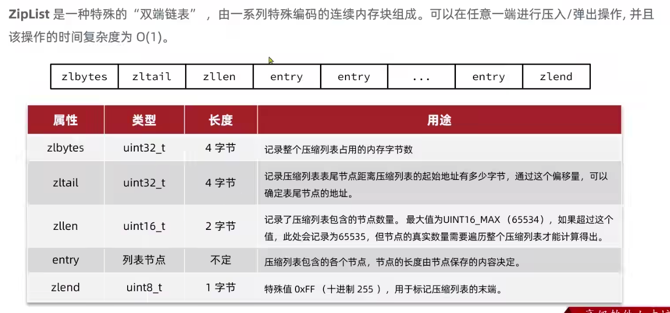 ZipList 是一种特殊的“双端链表” ，由一系列特殊编码的连续内存块组成。可以在任意一端进行压入/弹出操作, 并且
该操作的时间复杂度为 O(1)。
zlbytes zltail zllen entry entry ... entry zlend
属性 类型 长度 用途
zlbytes uint32_t 4 字节 记录整个压缩列表占用的内存字节数
zltail uint32_t 4 字节 记录压缩列表表尾节点距离压缩列表的起始地址有多少字节，通过这个偏移量，可以
确定表尾节点的地址。
zllen uint16_t 2 字节 记录了压缩列表包含的节点数量。 最大值为UINT16_MAX （65534），如果超过这个
值，此处会记录为65535，但节点的真实数量需要遍历整个压缩列表才能计算得出。
entry 列表节点 不定 压缩列表包含的各个节点，节点的长度由节点保存的内容决定。
zlend uint8_t 1 字节 特殊值 0xFF （十进制 255 ），用于标记压缩列表的末端。